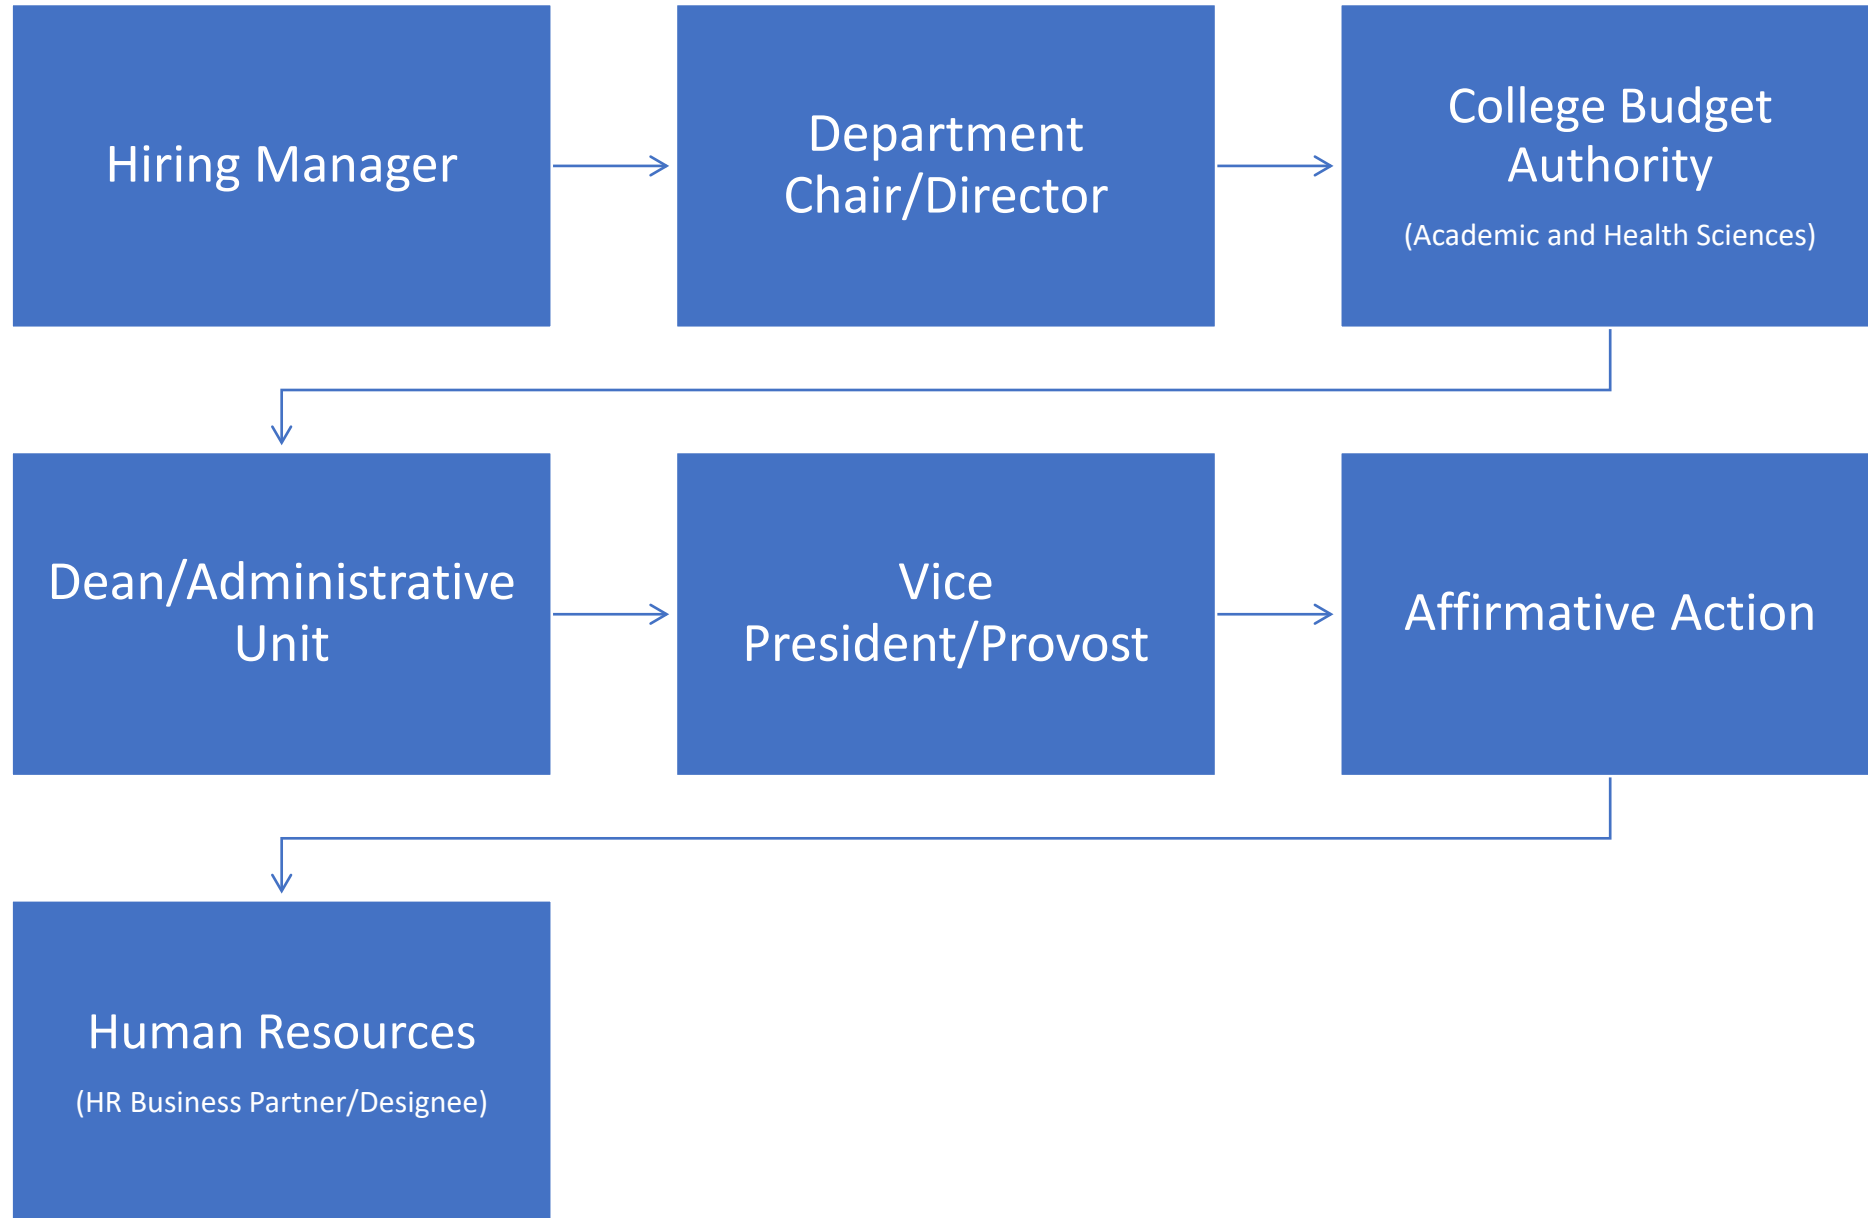 Hiring Manager
Department
Chair/Director
College Budget
Authority
(Academic and Health Sciences)
Dean/Administrative
Unit
Vice
President/Provost
Affirmative Action
Human Resources
(HR Business Partner/Designee)